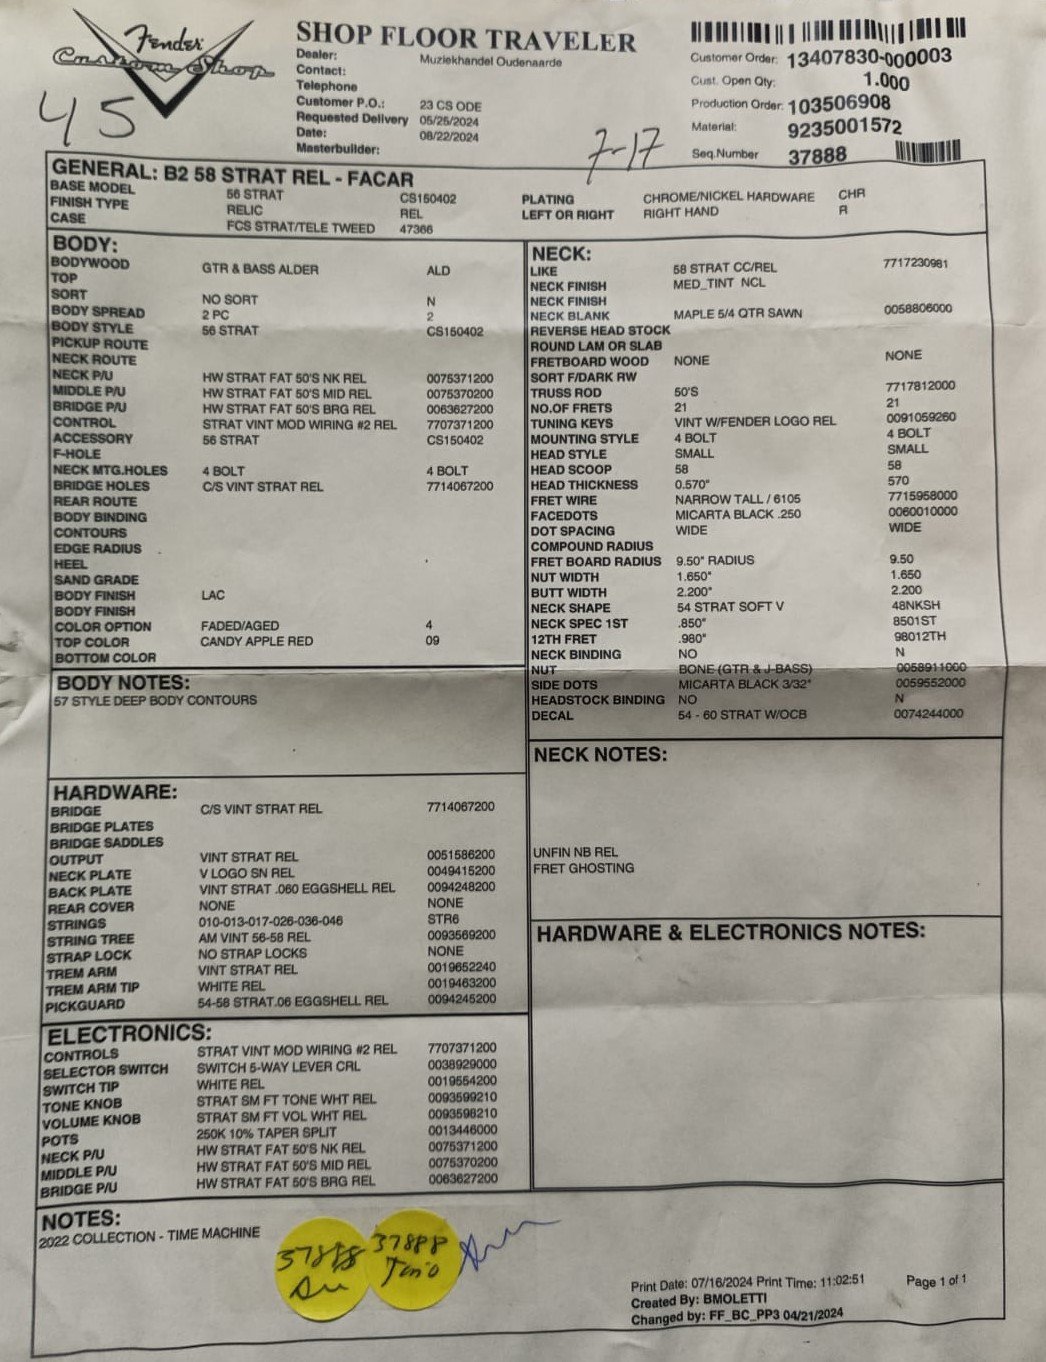 Fender
Custom Shop
45
SHOP FLOOR TRAVELER
Dealer: Muziekhandel Oudenaarde
Contact:
Telephone
Customer P.O.: 23 CS ODE
Requested Delivery 05/25/2024
Date: 08/22/2024
Masterbuilder:
7-17
Customer Order: 13407830-000003
Cust. Open Qty: 1.000
Production Order: 103506908
Material: 9235001572
Seq.Number 37888
GENERAL: B2 58 STRAT REL - FACAR
BASE MODEL 56 STRAT CS150402
FINISH TYPE RELIC REL
CASE FCS STRAT/TELE TWEED 47366
PLATING CHROME/NICKEL HARDWARE CHR
LEFT OR RIGHT RIGHT HAND R
BODY:
BODYWOOD GTR & BASS ALDER ALD
TOP
SORT NO SORT N
BODY SPREAD 2 PC 2
BODY STYLE 56 STRAT CS150402
PICKUP ROUTE
NECK ROUTE
NECK P/U HW STRAT FAT 50'S NK REL 0075371200
MIDDLE P/U HW STRAT FAT 50'S MID REL 0075370200
BRIDGE P/U HW STRAT FAT 50'S BRG REL 0063627200
CONTROL STRAT VINT MOD WIRING #2 REL 7707371200
ACCESSORY 56 STRAT CS150402
F-HOLE
NECK MTG.HOLES 4 BOLT 4 BOLT
BRIDGE HOLES C/S VINT STRAT REL 7714067200
REAR ROUTE
BODY BINDING
CONTOURS
EDGE RADIUS
HEEL
SAND GRADE
BODY FINISH LAC
BODY FINISH
COLOR OPTION FADED/AGED 4
TOP COLOR CANDY APPLE RED 09
BOTTOM COLOR
BODY NOTES:
57 STYLE DEEP BODY CONTOURS
HARDWARE:
BRIDGE C/S VINT STRAT REL 7714067200
BRIDGE PLATES
BRIDGE SADDLES
OUTPUT VINT STRAT REL 0051586200
NECK PLATE V LOGO SN REL 0049415200
BACK PLATE VINT STRAT .060 EGGSHELL REL 0094248200
REAR COVER NONE NONE
STRINGS 010-013-017-026-036-046 STR6
STRING TREE AM VINT 56-58 REL 0093569200
STRAP LOCK NO STRAP LOCKS NONE
TREM ARM VINT STRAT REL 0019652240
TREM ARM TIP WHITE REL 0019463200
PICKGUARD 54-58 STRAT.06 EGGSHELL REL 0094245200
ELECTRONICS:
CONTROLS STRAT VINT MOD WIRING #2 REL 7707371200
SELECTOR SWITCH SWITCH 5-WAY LEVER CRL 0038929000
SWITCH TIP WHITE REL 0019554200
TONE KNOB STRAT SM FT TONE WHT REL 0093599210
VOLUME KNOB STRAT SM FT VOL WHT REL 0093598210
POTS 250K 10% TAPER SPLIT 0013446000
NECK P/U HW STRAT FAT 50'S NK REL 0075371200
MIDDLE P/U HW STRAT FAT 50'S MID REL 0075370200
BRIDGE P/U HW STRAT FAT 50'S BRG REL 0063627200
NECK:
LIKE 58 STRAT CC/REL 7717230981
NECK FINISH MED_TINT NCL
NECK FINISH
NECK BLANK MAPLE 5/4 QTR SAWN 0058806000
REVERSE HEAD STOCK
ROUND LAM OR SLAB
FRETBOARD WOOD NONE NONE
SORT F/DARK RW
TRUSS ROD 50'S 7717812000
NO.OF FRETS 21 21
TUNING KEYS VINT W/FENDER LOGO REL 0091059260
MOUNTING STYLE 4 BOLT 4 BOLT
HEAD STYLE SMALL SMALL
HEAD SCOOP 58 58
HEAD THICKNESS 0.570" 570
FRET WIRE NARROW TALL / 6105 7715958000
FACEDOTS MICARTA BLACK .250 0060010000
DOT SPACING WIDE WIDE
COMPOUND RADIUS
FRET BOARD RADIUS 9.50" RADIUS 9.50
NUT WIDTH 1.650" 1.650
BUTT WIDTH 2.200" 2.200
NECK SHAPE 54 STRAT SOFT V 48NKSH
NECK SPEC 1ST .850" 8501ST
12TH FRET .980" 98012TH
NECK BINDING NO N
NUT BONE (GTR & J-BASS) 0058911000
SIDE DOTS MICARTA BLACK 3/32" 0059552000
HEADSTOCK BINDING NO N
DECAL 54 - 60 STRAT W/OCB 0074244000
NECK NOTES:
UNFIN NB REL
FRET GHOSTING
HARDWARE & ELECTRONICS NOTES:
NOTES:
2022 COLLECTION - TIME MACHINE
37888
37888
Print Date: 07/16/2024 Print Time: 11:02:51 Page 1 of 1
Created By: BMOLETTI
Changed by: FF_BC_PP3 04/21/2024